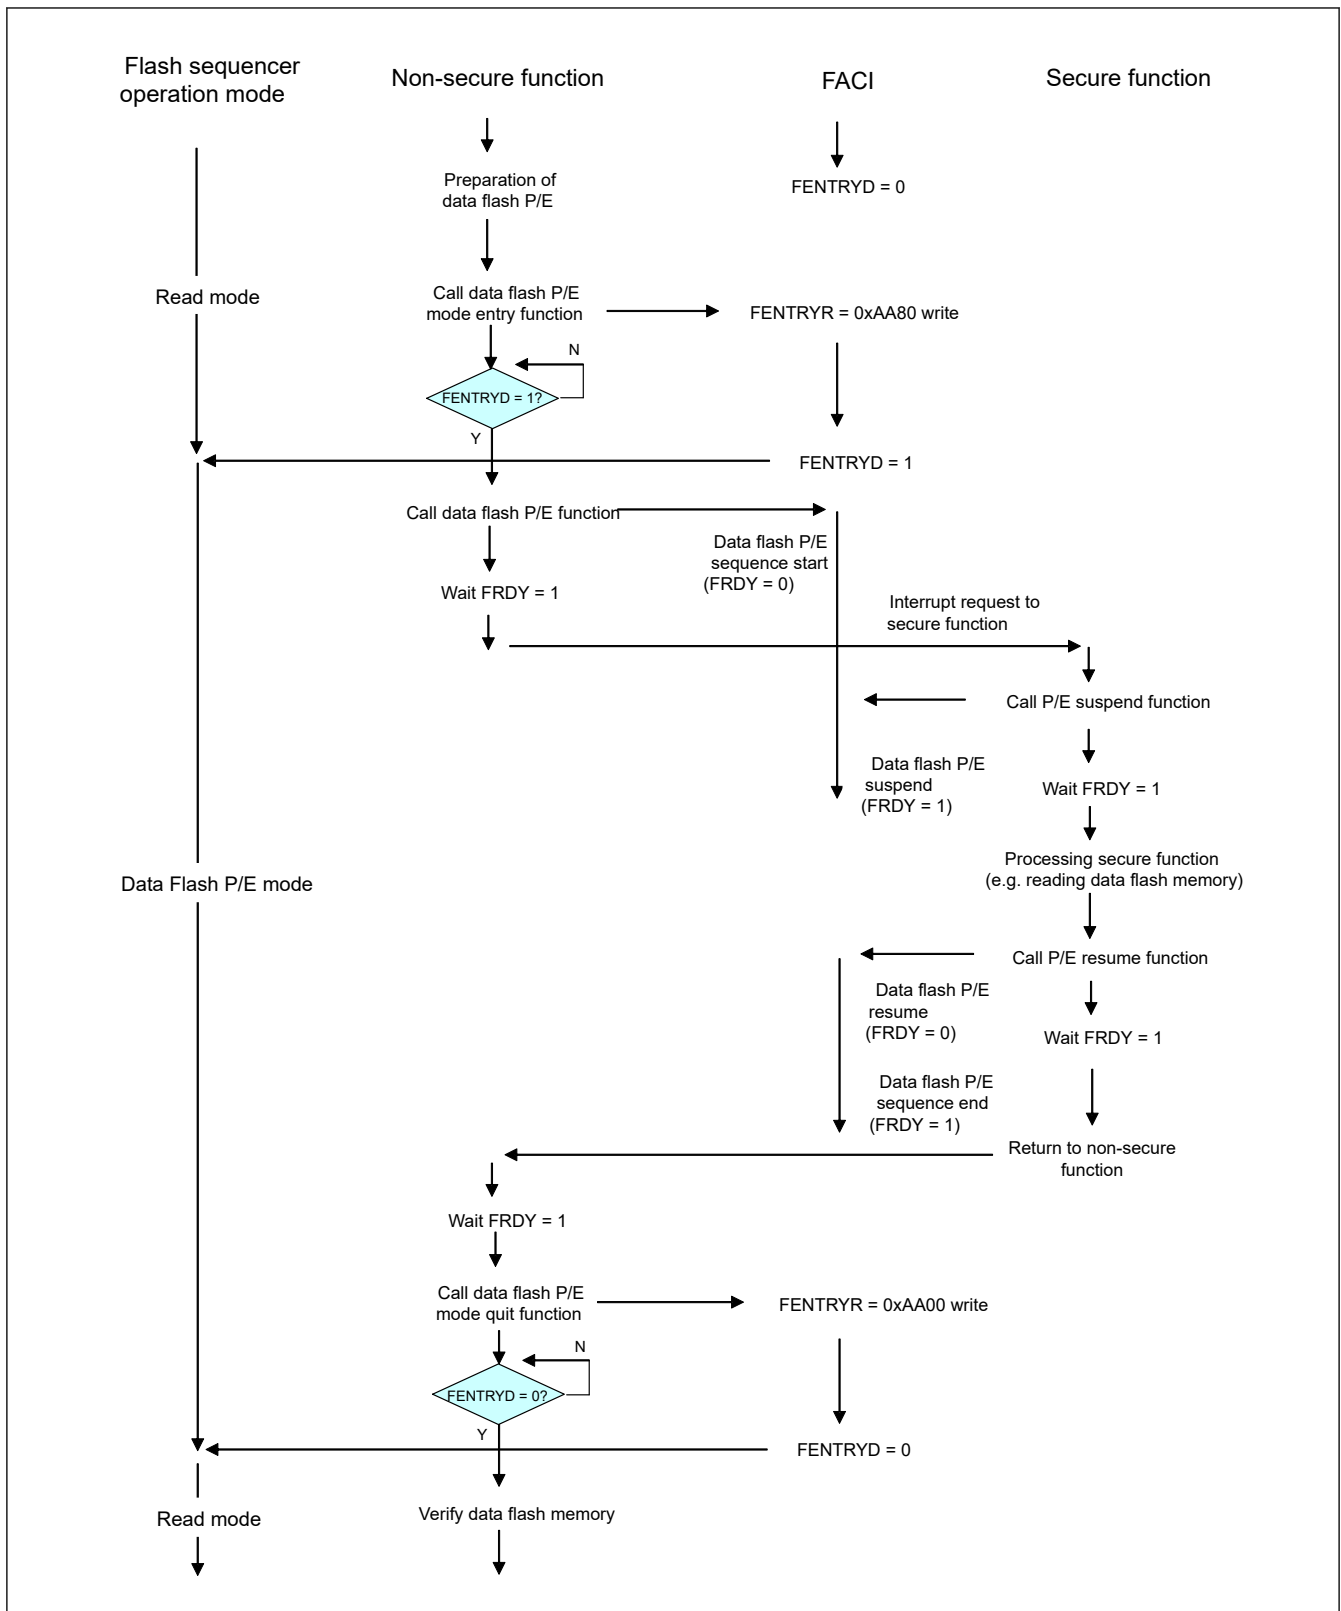 Flash sequencer
operation mode
Non-secure function
FACI
Secure function
Preparation of
data flash P/E
FENTRYD = 0
Read mode
Call data flash P/E
mode entry function
FENTRYR = 0xAA80 write
N
FENTRYD = 1?
Y
FENTRYD = 1
Call data flash P/E function
Data flash P/E
sequence start
(FRDY = 0)
Wait FRDY = 1
Interrupt request to
secure function
Call P/E suspend function
Data flash P/E
suspend
(FRDY = 1)
Wait FRDY = 1
Processing secure function
(e.g. reading data flash memory)
Data Flash P/E mode
Call P/E resume function
Data flash P/E
resume
(FRDY = 0)
Wait FRDY = 1
Data flash P/E
sequence end
(FRDY = 1)
Return to non-secure
function
Wait FRDY = 1
Call data flash P/E
mode quit function
FENTRYR = 0xAA00 write
N
FENTRYD = 0?
Y
FENTRYD = 0
Read mode
Verify data flash memory